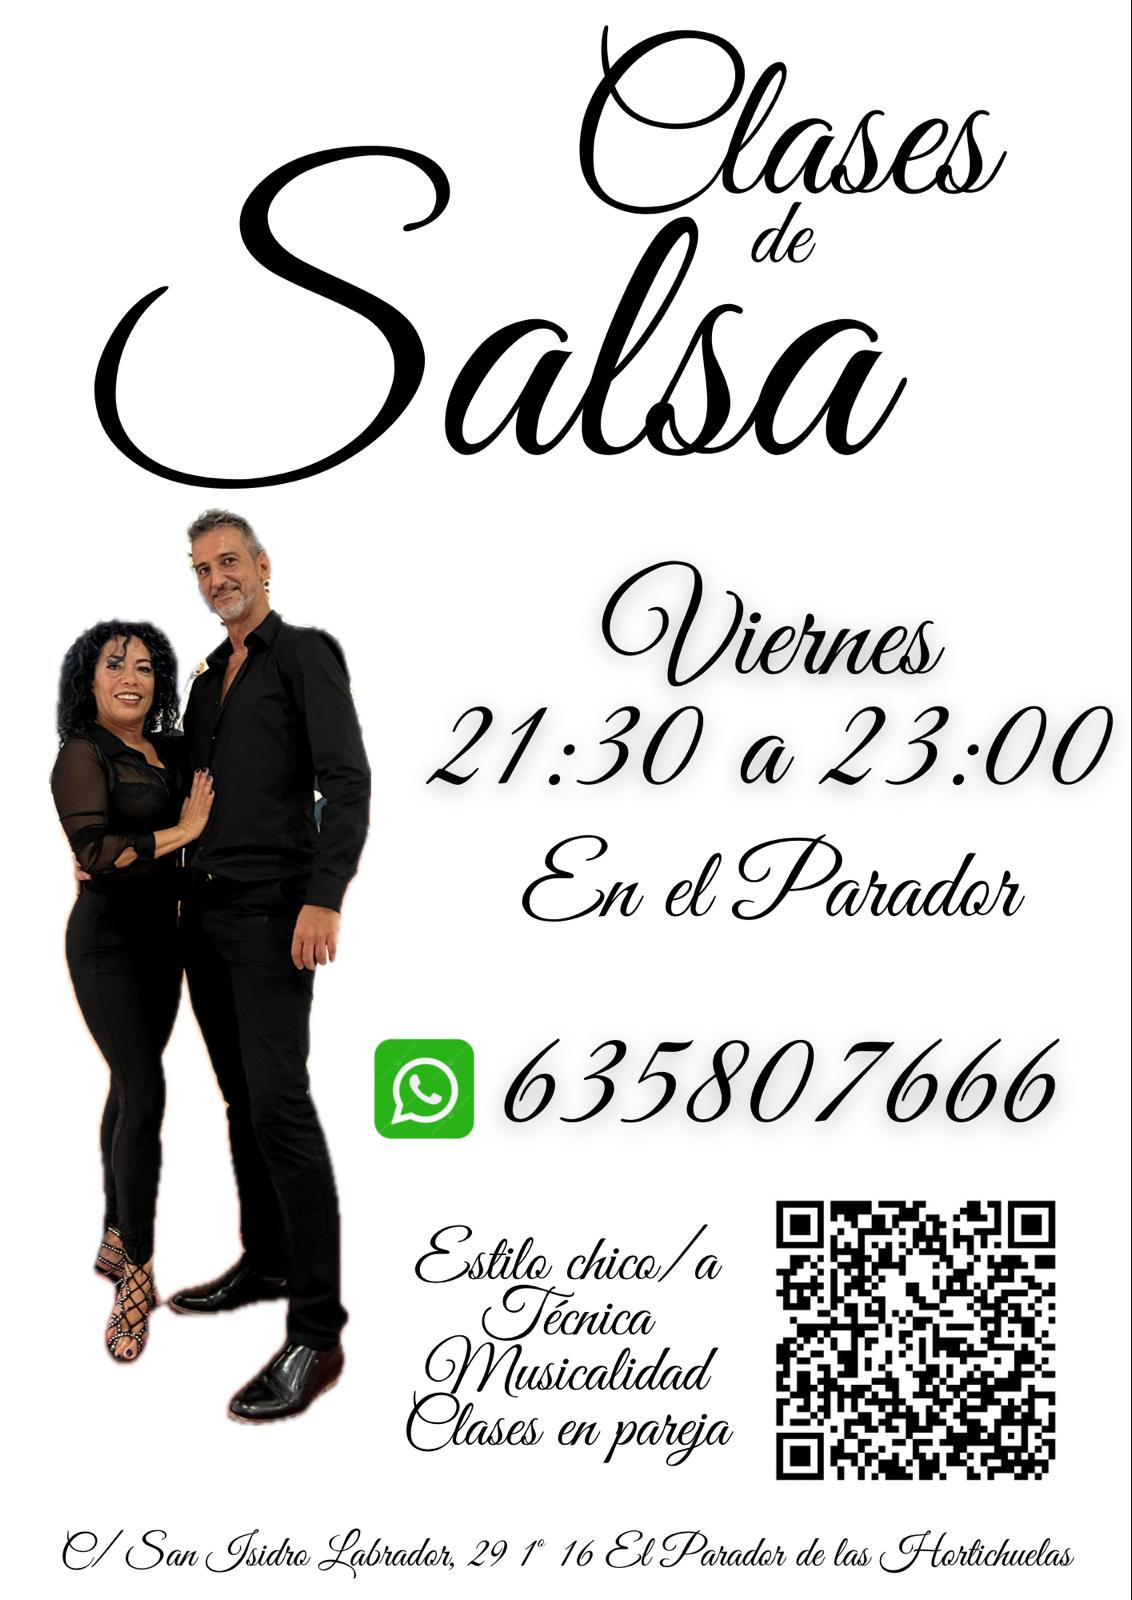 Clases
de
Salsa
Viernes
21:30 a 23:00
En el Parador
635807666
Estilo chico/a
Técnica
Musicalidad
Clases en pareja
C/ San Isidro Labrador, 29 1º 16 El Parador de las Hortichuelas